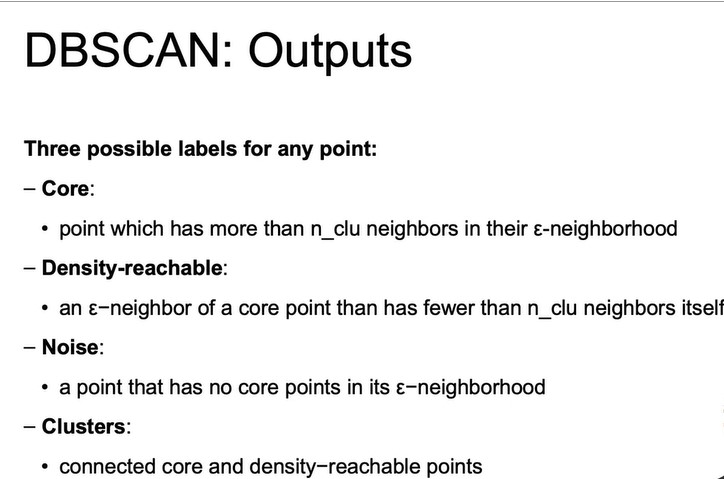 DBSCAN: Outputs
Three possible labels for any point:
– Core:
• point which has more than n_clu neighbors in their ε-neighborhood
– Density-reachable:
• an ε−neighbor of a core point than has fewer than n_clu neighbors itself
– Noise:
• a point that has no core points in its ε−neighborhood
– Clusters:
• connected core and density−reachable points